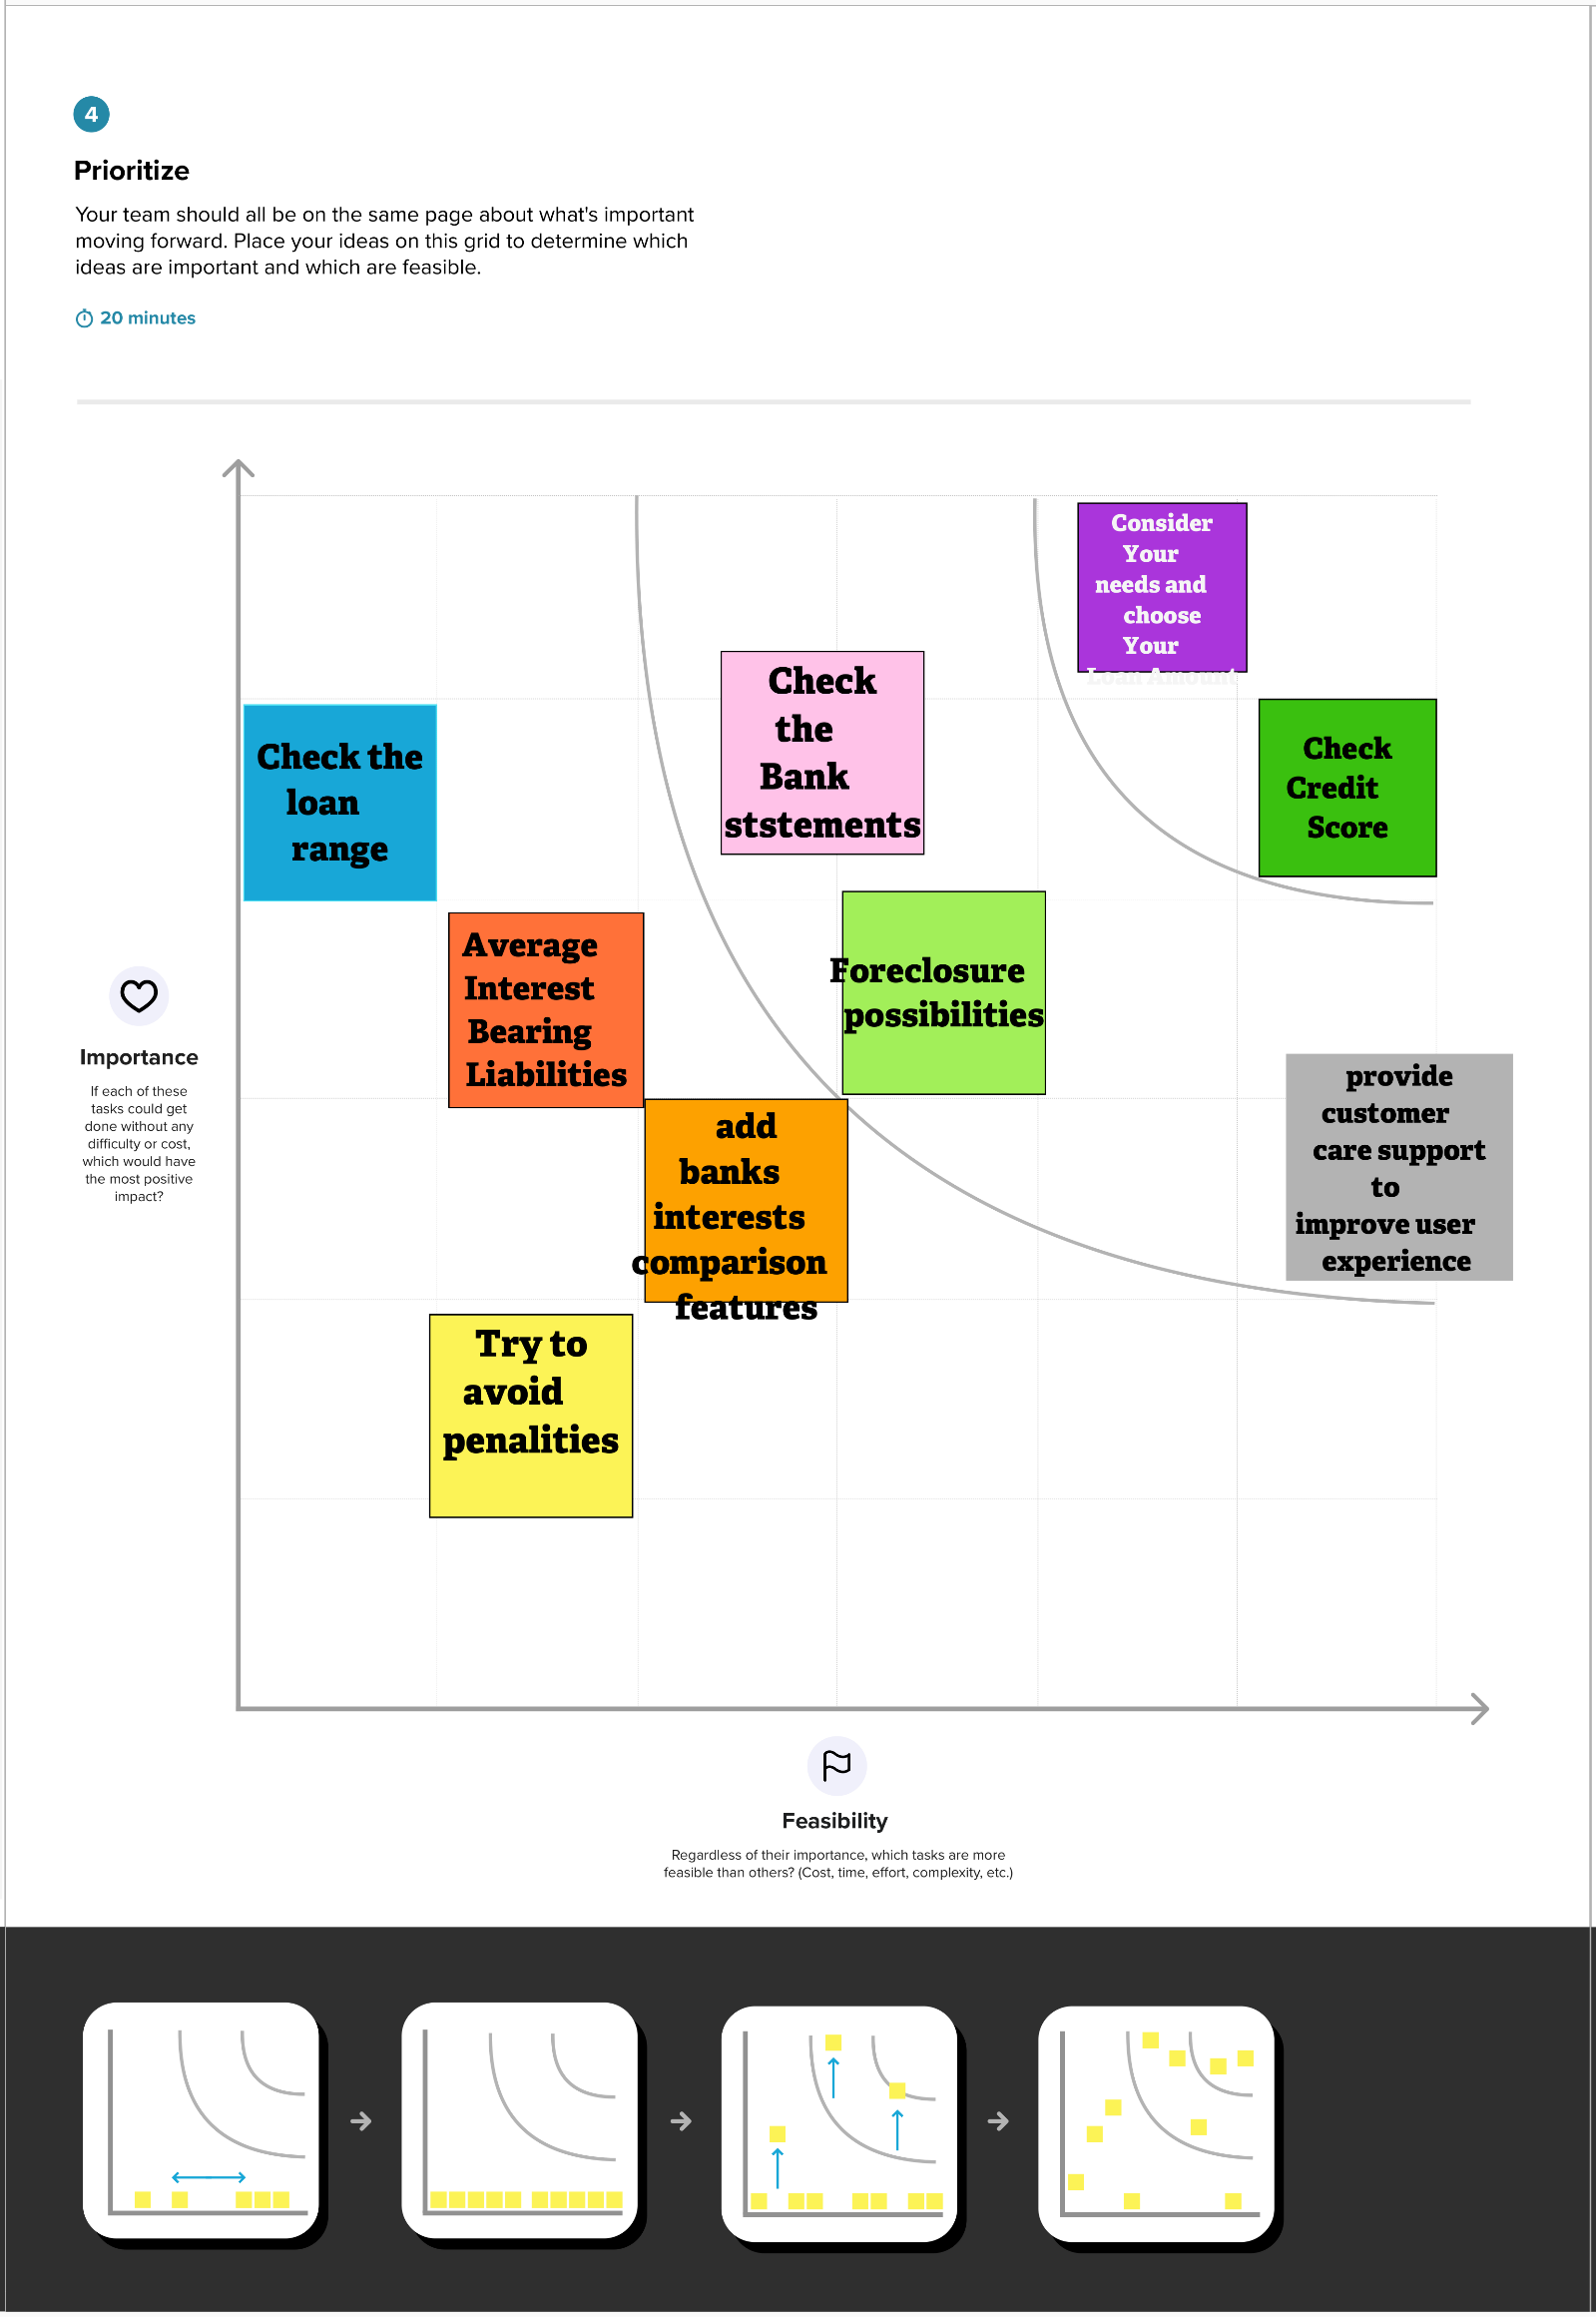 4
Prioritize
Your team should all be on the same page about what's important
moving forward. Place your ideas on this grid to determine which
ideas are important and which are feasible.
20 minutes
Consider
Your
needs and
choose
Your
Loan Amount
Check
the
Bank
ststements
Check
Credit
Score
Check the
loan
range
Average
Interest
Bearing
Liabilities
Foreclosure
possibilities
Importance
If each of these
tasks could get
done without any
difficulty or cost,
which would have
the most positive
impact?
provide
customer
care support
to
improve user
experience
add
banks
interests
comparison
features
Try to
avoid
penalities
Feasibility
Regardless of their importance, which tasks are more
feasible than others? (Cost, time, effort, complexity, etc.)